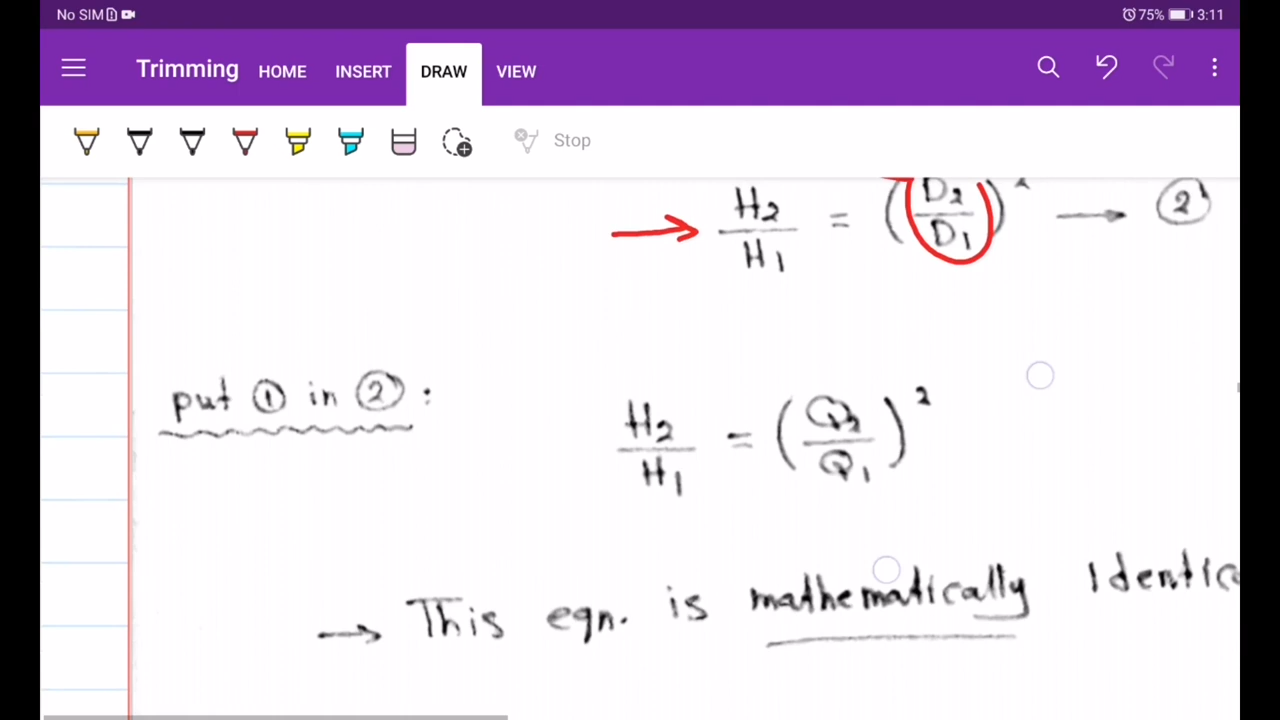 No SIM 75% 3:11
Trimming HOME INSERT DRAW VIEW
Stop
H2/H1 = (D2/D1)² → ②
put ① in ② :
H2/H1 = (Q2/Q1)²
→ This eqn. is mathematically identic